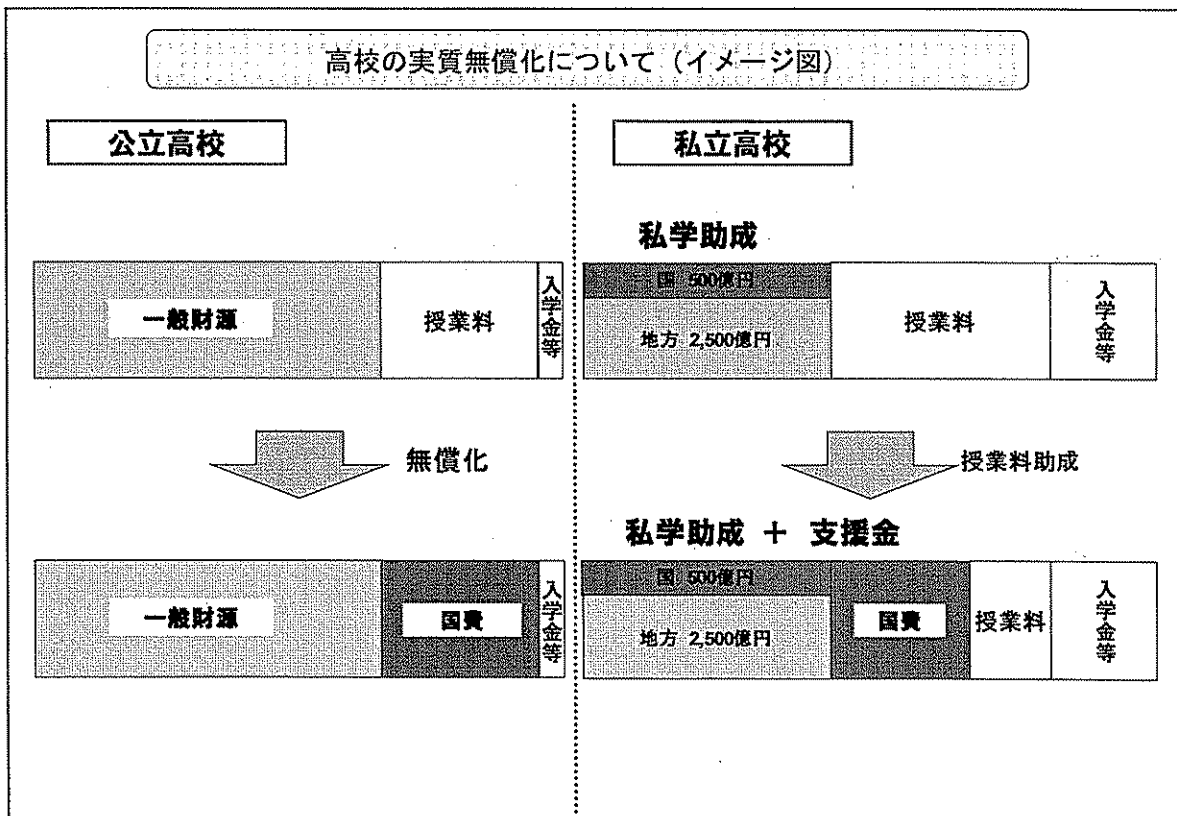 高校の実質無償化について（イメージ図）
公立高校
一般財源
授業料
入学金等
無償化
一般財源
国費
入学金等
私立高校
私学助成
国 500億円
地方 2,500億円
授業料
入学金等
授業料助成
私学助成 ＋ 支援金
国 500億円
地方 2,500億円
国費
授業料
入学金等